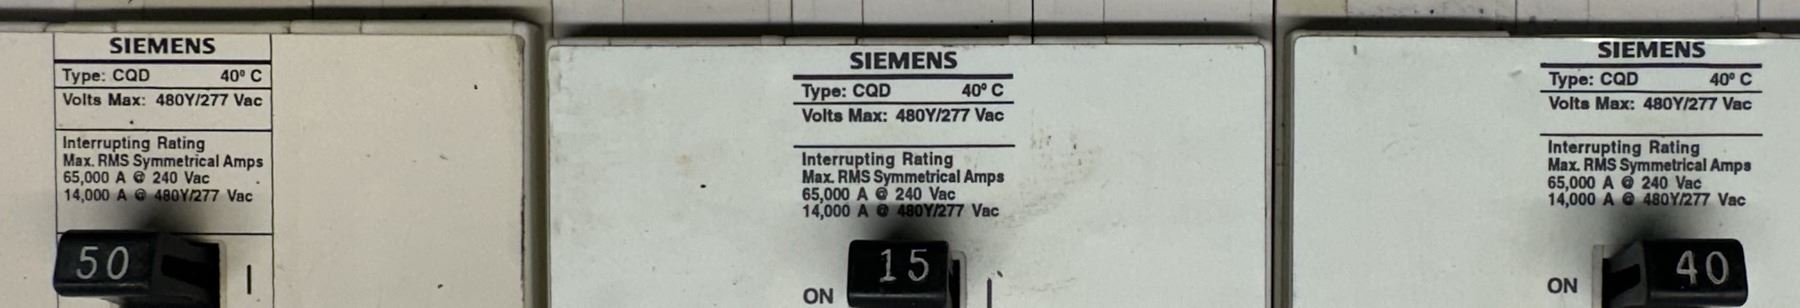 SIEMENS
Type: CQD 40° C
Volts Max: 480Y/277 Vac
Interrupting Rating
Max. RMS Symmetrical Amps
65,000 A @ 240 Vac
14,000 A @ 480Y/277 Vac
50
|
SIEMENS
Type: CQD 40° C
Volts Max: 480Y/277 Vac
Interrupting Rating
Max. RMS Symmetrical Amps
65,000 A @ 240 Vac
14,000 A @ 480Y/277 Vac
15
ON |
SIEMENS
Type: CQD 40° C
Volts Max: 480Y/277 Vac
Interrupting Rating
Max. RMS Symmetrical Amps
65,000 A @ 240 Vac
14,000 A @ 480Y/277 Vac
40
ON